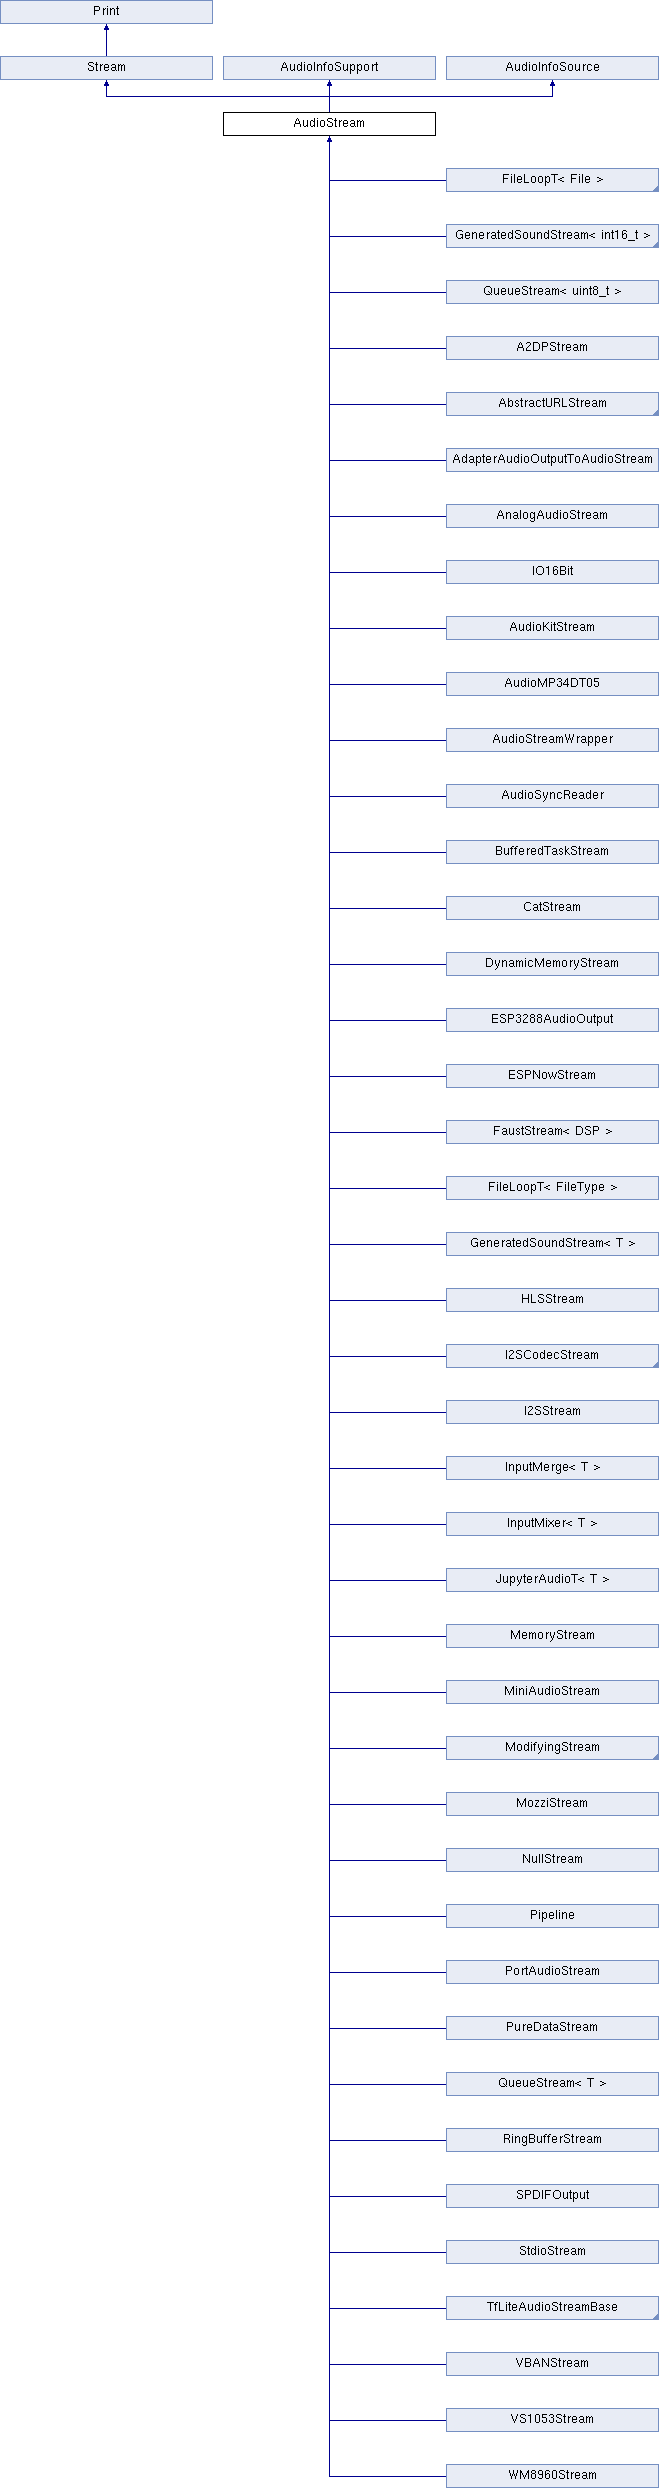 Print
Stream
AudioInfoSupport
AudioInfoSource
AudioStream
FileLoopT< File >
GeneratedSoundStream< int16_t >
QueueStream< uint8_t >
A2DPStream
AbstractURLStream
AdapterAudioOutputToAudioStream
AnalogAudioStream
IO16Bit
AudioKitStream
AudioMP34DT05
AudioStreamWrapper
AudioSyncReader
BufferedTaskStream
CatStream
DynamicMemoryStream
ESP3288AudioOutput
ESPNowStream
FaustStream< DSP >
FileLoopT< FileType >
GeneratedSoundStream< T >
HLSStream
I2SCodecStream
I2SStream
InputMerge< T >
InputMixer< T >
JupyterAudioT< T >
MemoryStream
MiniAudioStream
ModifyingStream
MozziStream
NullStream
Pipeline
PortAudioStream
PureDataStream
QueueStream< T >
RingBufferStream
SPDIFOutput
StdioStream
TfLiteAudioStreamBase
VBANStream
VS1053Stream
WM8960Stream